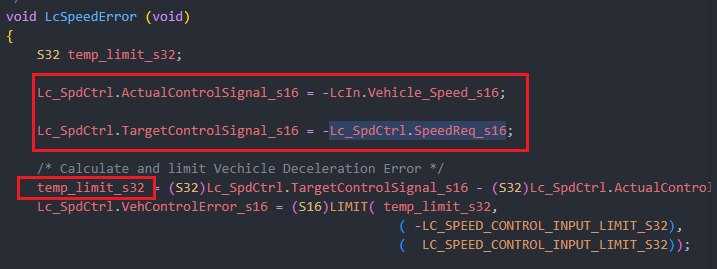 void LcSpeedError (void)
{
S32 temp_limit_s32;
Lc_SpdCtrl.ActualControlSignal_s16 = -LcIn.Vehicle_Speed_s16;
Lc_SpdCtrl.TargetControlSignal_s16 = -Lc_SpdCtrl.SpeedReq_s16;
/* Calculate and limit Vechicle Deceleration Error */
temp_limit_s32 = (S32)Lc_SpdCtrl.TargetControlSignal_s16 - (S32)Lc_SpdCtrl.ActualContro
Lc_SpdCtrl.VehControlError_s16 = (S16)LIMIT( temp_limit_s32,
( -LC_SPEED_CONTROL_INPUT_LIMIT_S32),
( LC_SPEED_CONTROL_INPUT_LIMIT_S32));